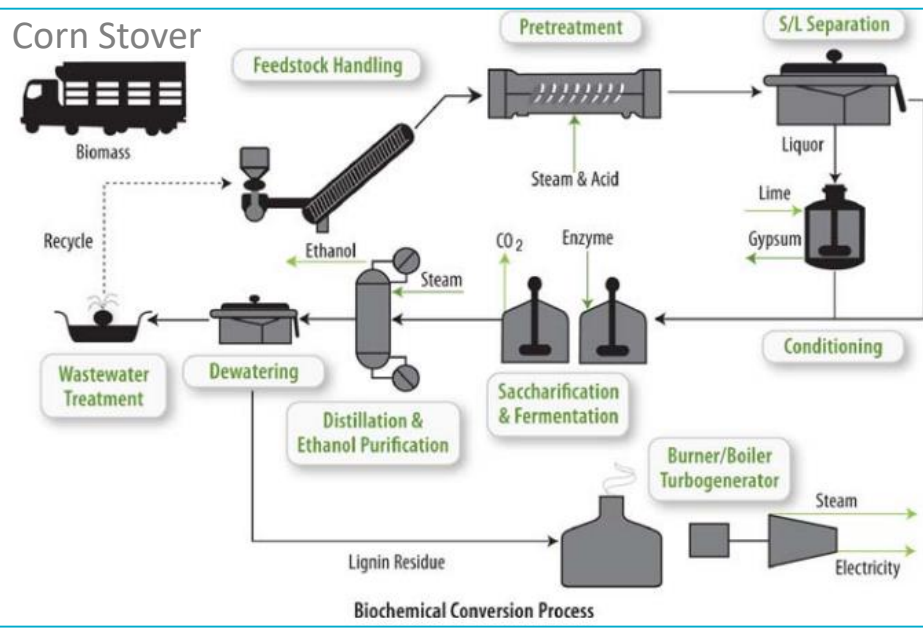 Corn Stover
Pretreatment
S/L Separation
Feedstock Handling
Biomass
Steam & Acid
Liquor
Lime
Gypsum
Recycle
Ethanol
Steam
CO2
Enzyme
Conditioning
Wastewater
Treatment
Dewatering
Distillation &
Ethanol Purification
Saccharification
& Fermentation
Burner/Boiler
Turbogenerator
Steam
Electricity
Lignin Residue
Biochemical Conversion Process